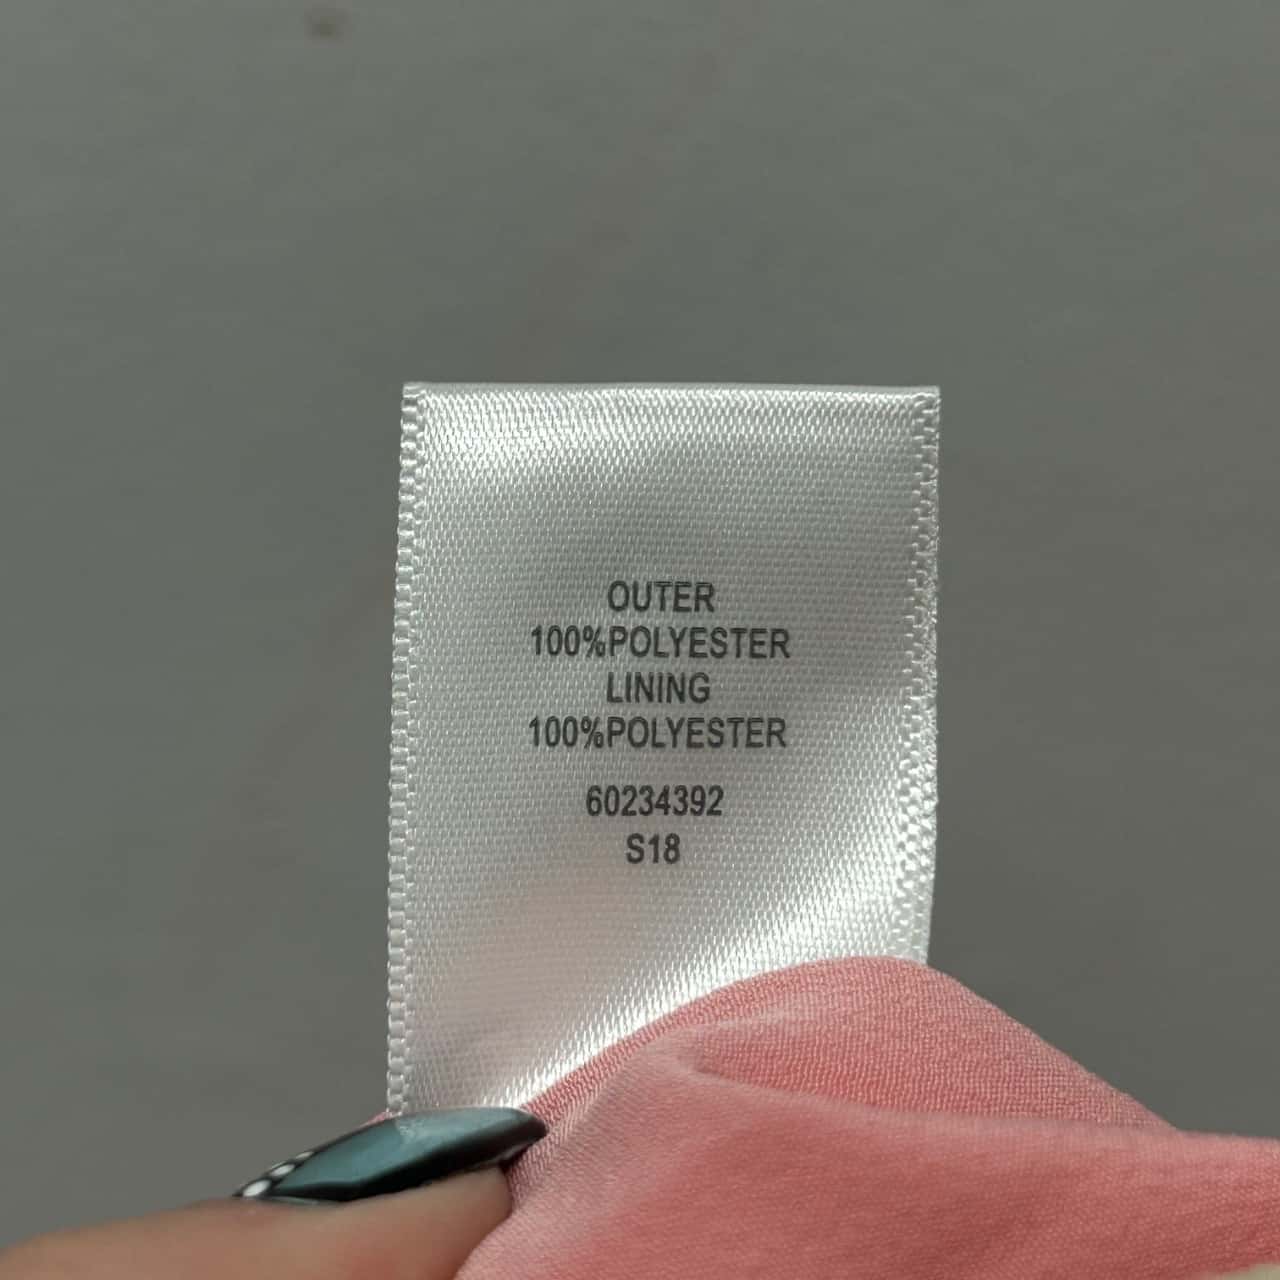 OUTER
100%POLYESTER
LINING
100%POLYESTER
60234392
S18